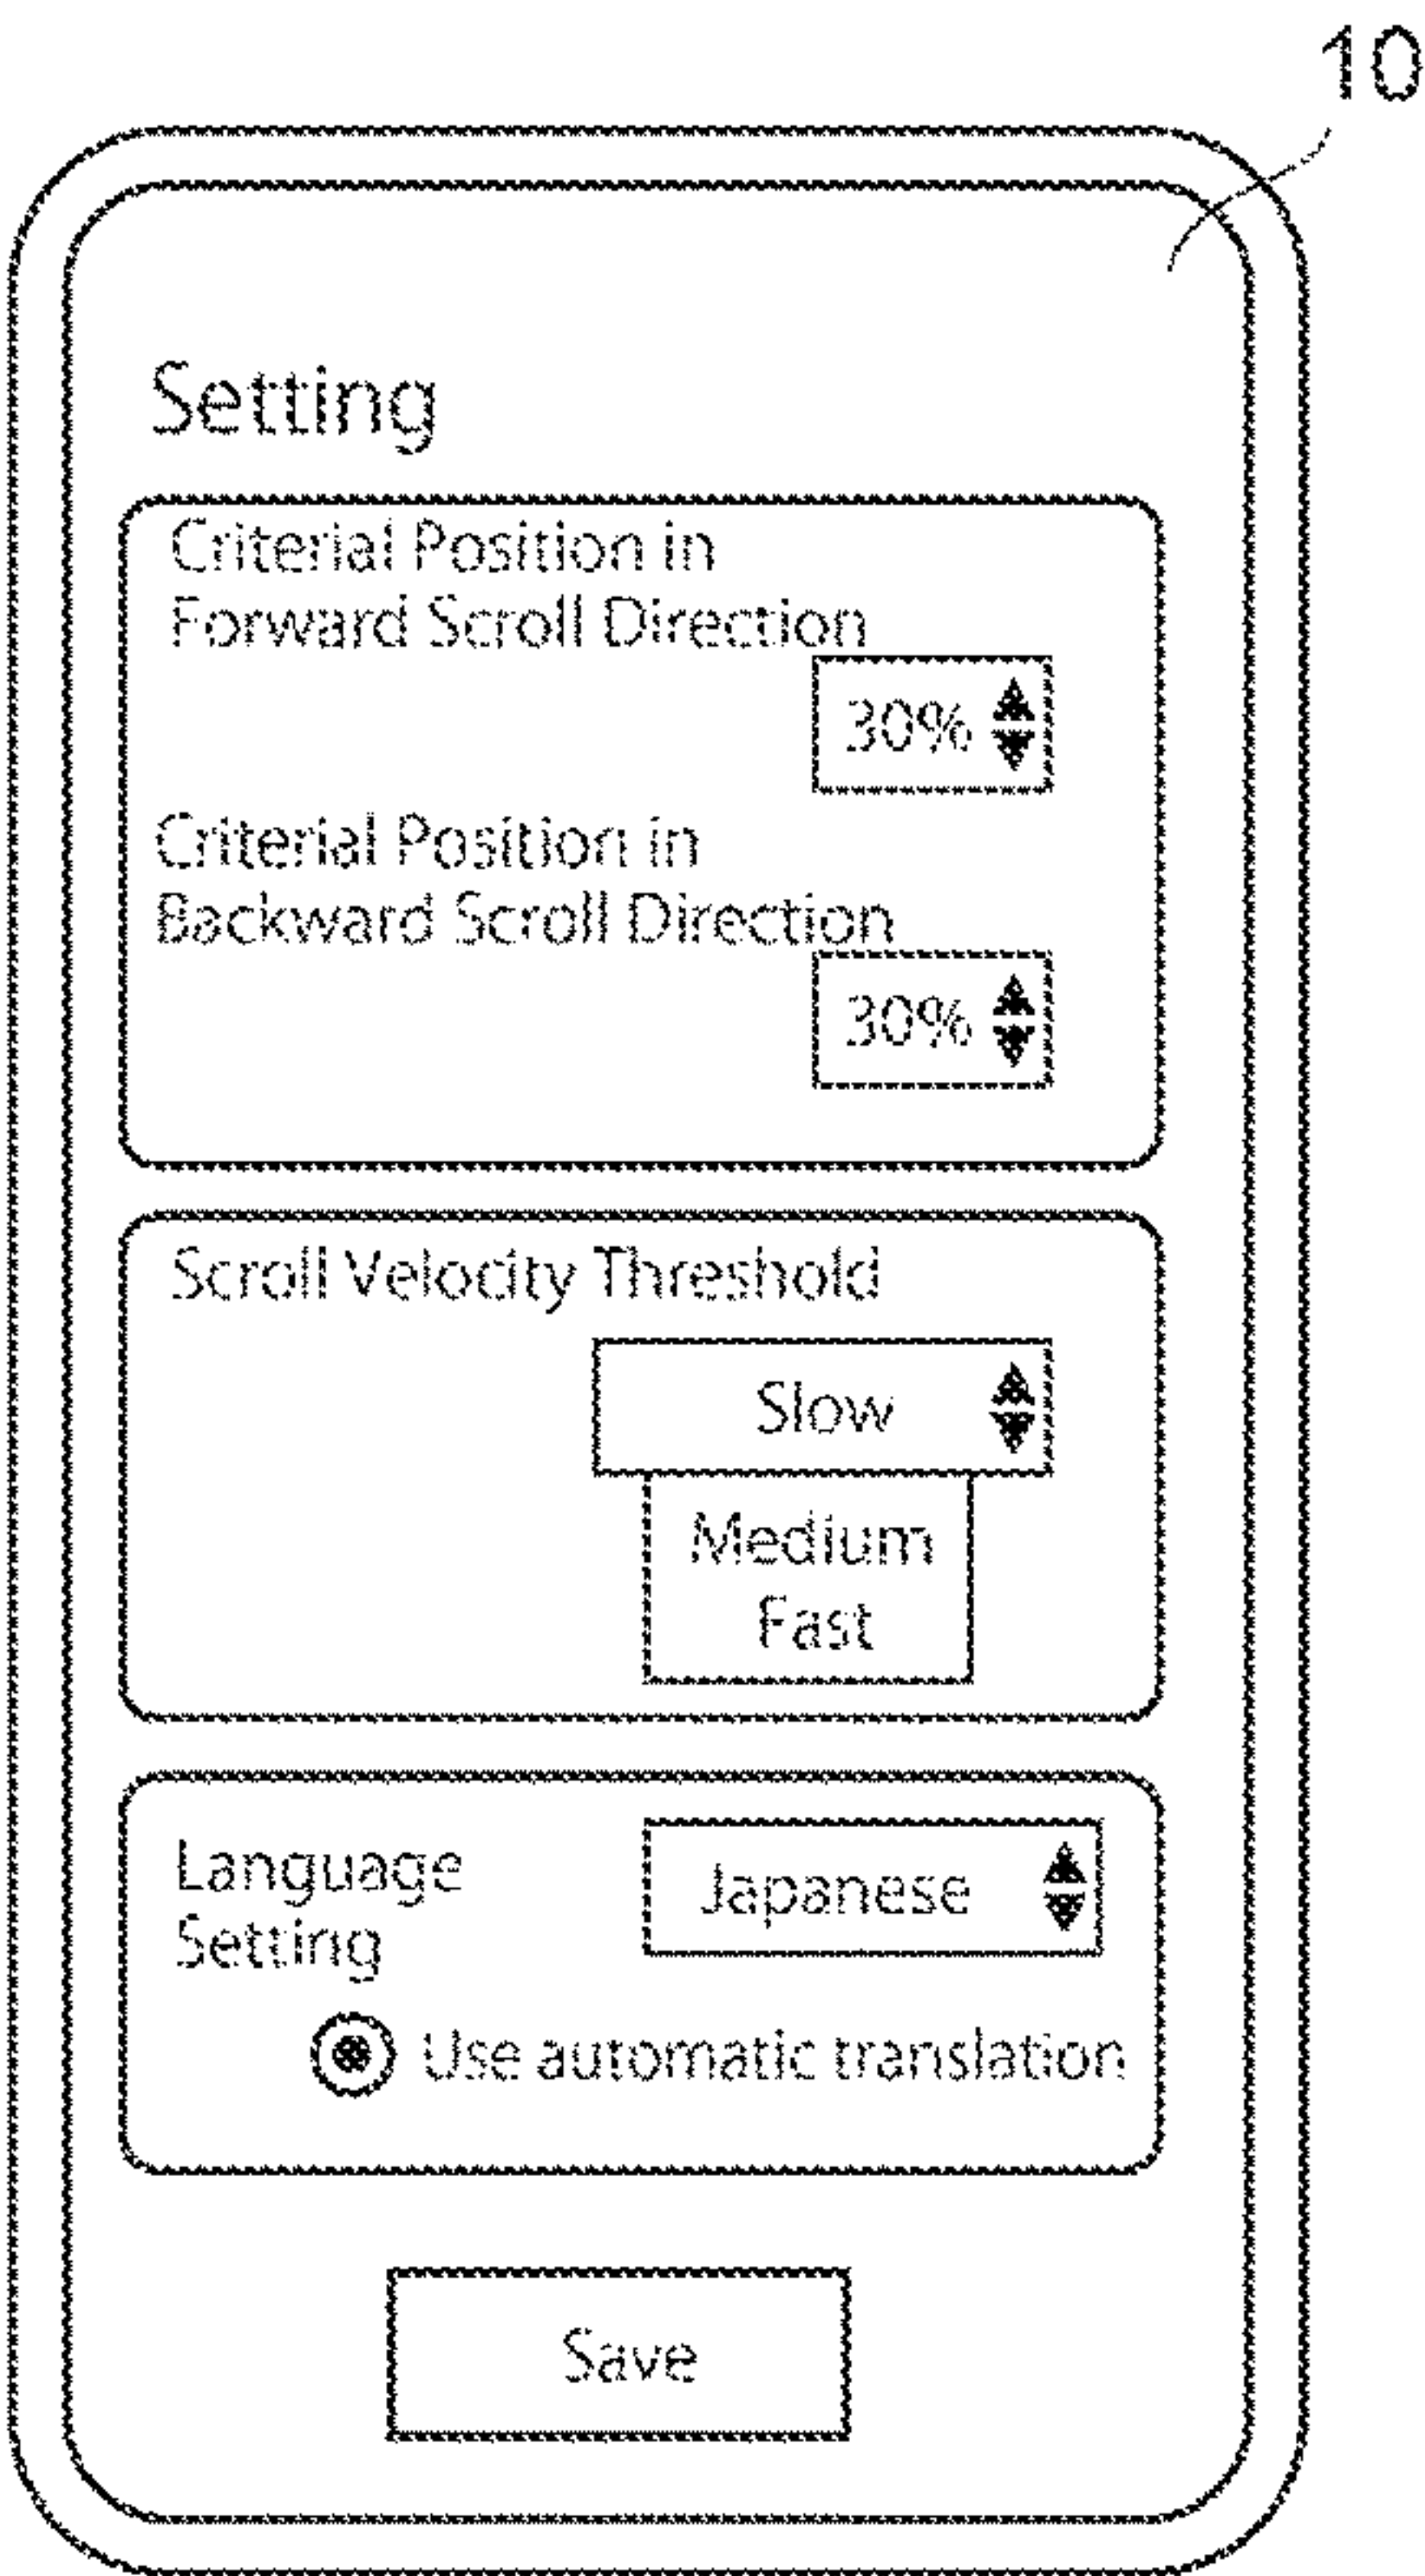 10
Setting
Criterial Position in
Forward Scroll Direction
30%
Criterial Position in
Backward Scroll Direction
30%
Scroll Velocity Threshold
Slow
Medium
Fast
Language
Setting
Japanese
Use automatic translation
Save